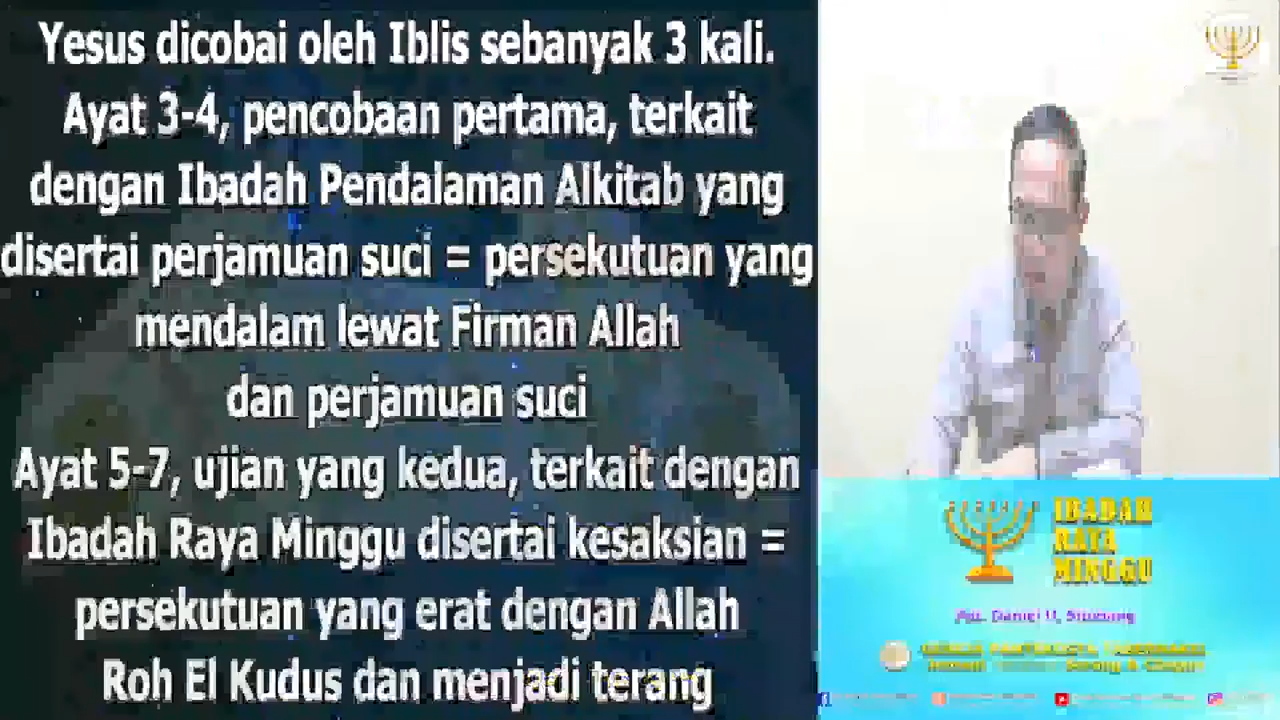 Yesus dicobai oleh Iblis sebanyak 3 kali.
Ayat 3-4, pencobaan pertama, terkait
dengan Ibadah Pendalaman Alkitab yang
disertai perjamuan suci = persekutuan yang
mendalam lewat Firman Allah
dan perjamuan suci
Ayat 5-7, ujian yang kedua, terkait dengan
Ibadah Raya Minggu disertai kesaksian =
persekutuan yang erat dengan Allah
Roh El Kudus dan menjadi terang
IBADAH
RAYA
MINGGU
Daniel U.
Serang & Cilegon